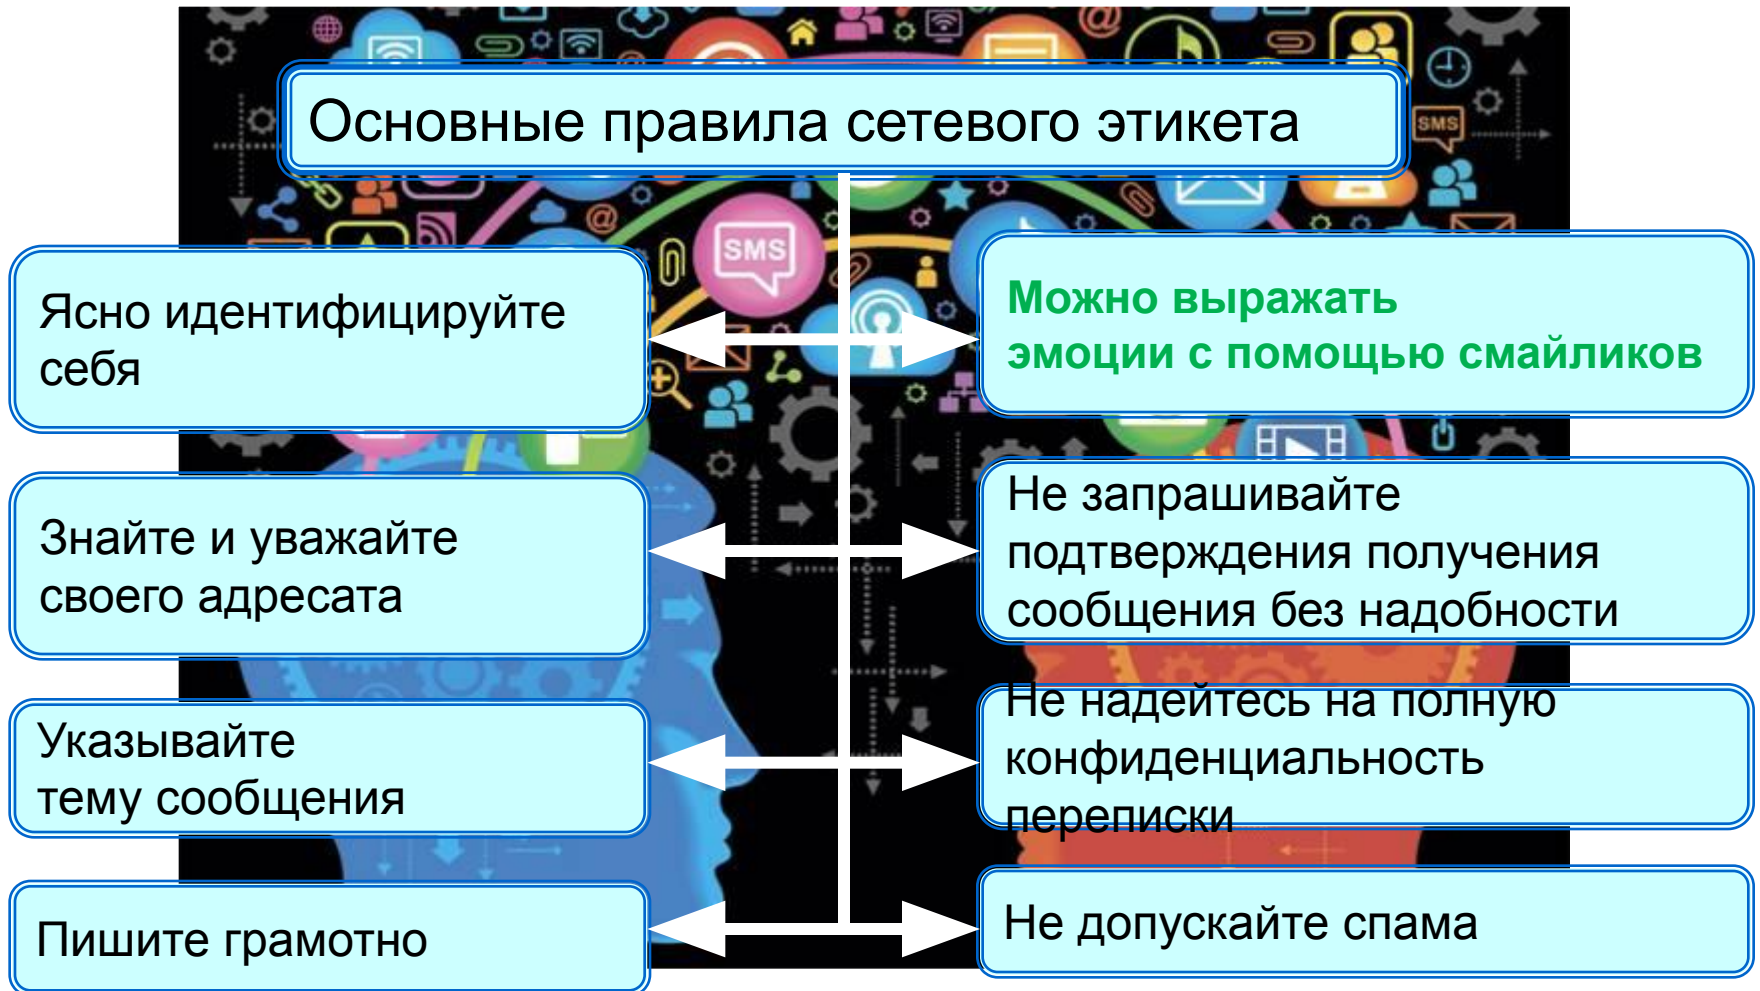 Основные правила сетевого этикета
SMS
SMS
Ясно идентифицируйте
себя
Можно выражать
эмоции с помощью смайликов
Знайте и уважайте
своего адресата
Не запрашивайте
подтверждения получения
сообщения без надобности
Указывайте
тему сообщения
Не надейтесь на полную
конфиденциальность
переписки
Пишите грамотно
Не допускайте спама